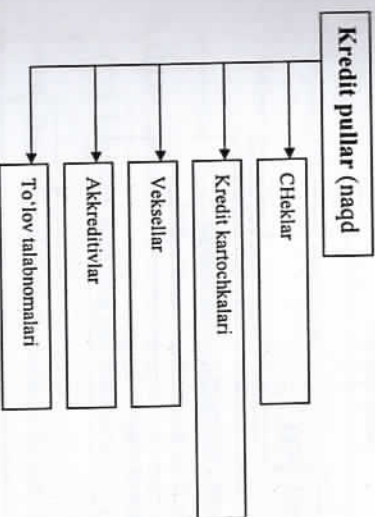 Kredit pullar (naqd
CHeklar
Kredit kartochkalari
Veksellar
Akkreditivlar
To'lov talabnomalari